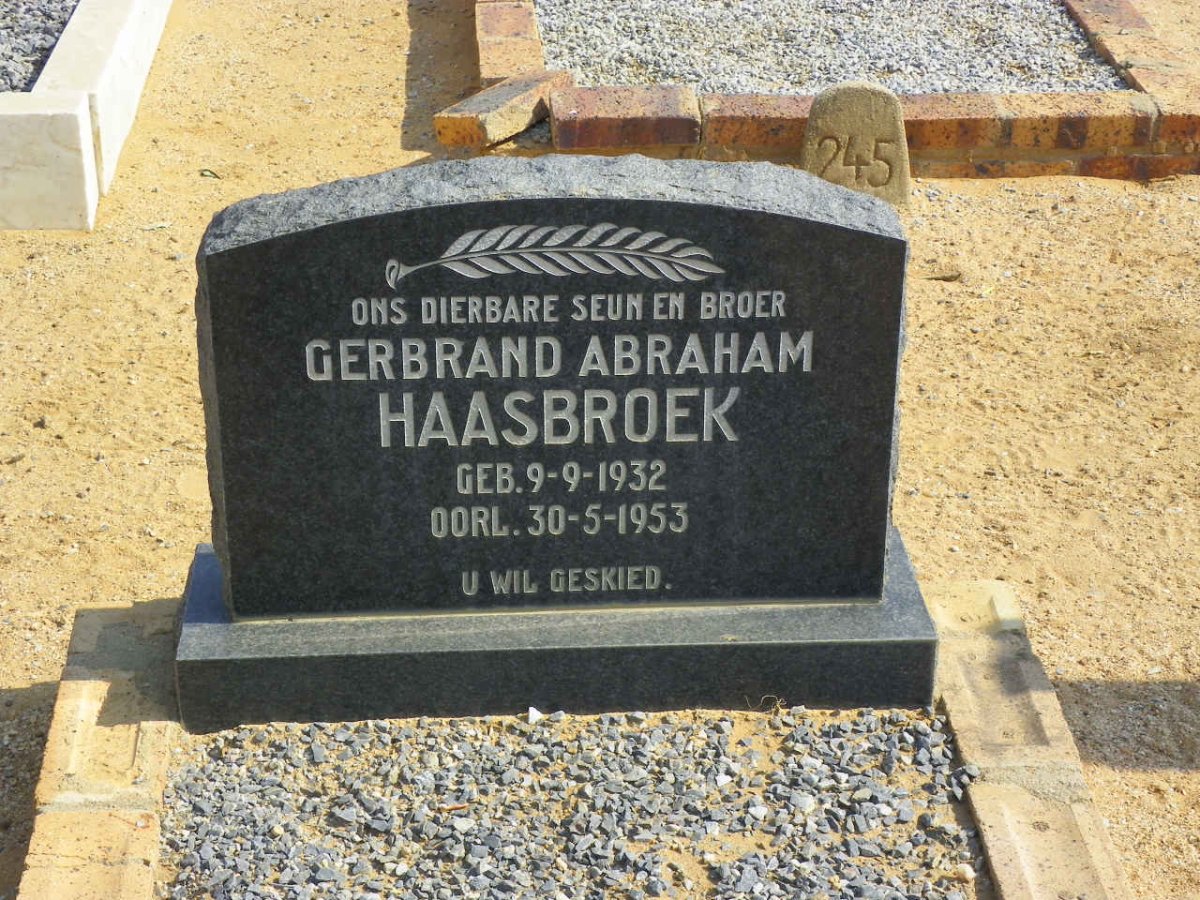 245
ONS DIERBARE SEUN EN BROER
GERBRAND ABRAHAM
HAASBROEK
GEB. 9-9-1932
OORL. 30-5-1953
U WIL GESKIED.